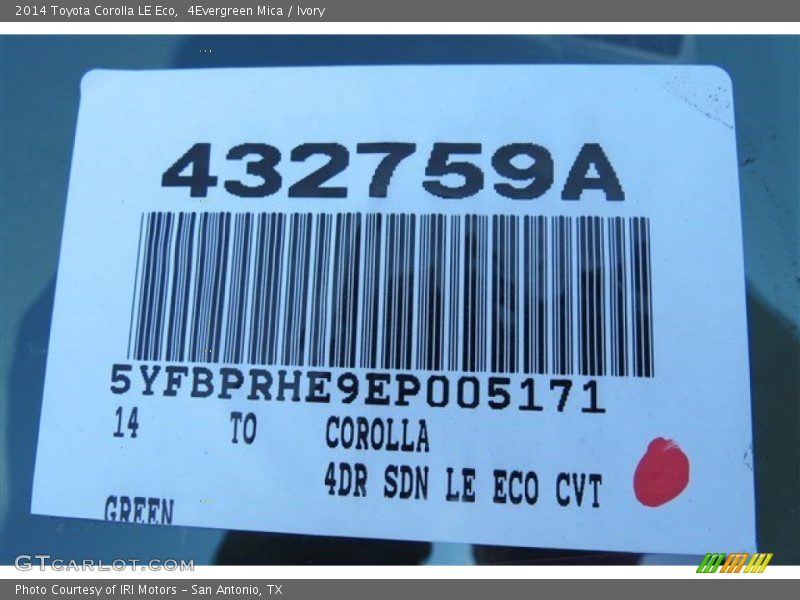 2014 Toyota Corolla LE Eco,  4Evergreen Mica / Ivory
432759A
5YFBPRHE9EP005171
14 TO COROLLA
4DR SDN LE ECO CVT
GREEN
GTCARLOT.COM
Photo Courtesy of IRI Motors - San Antonio, TX